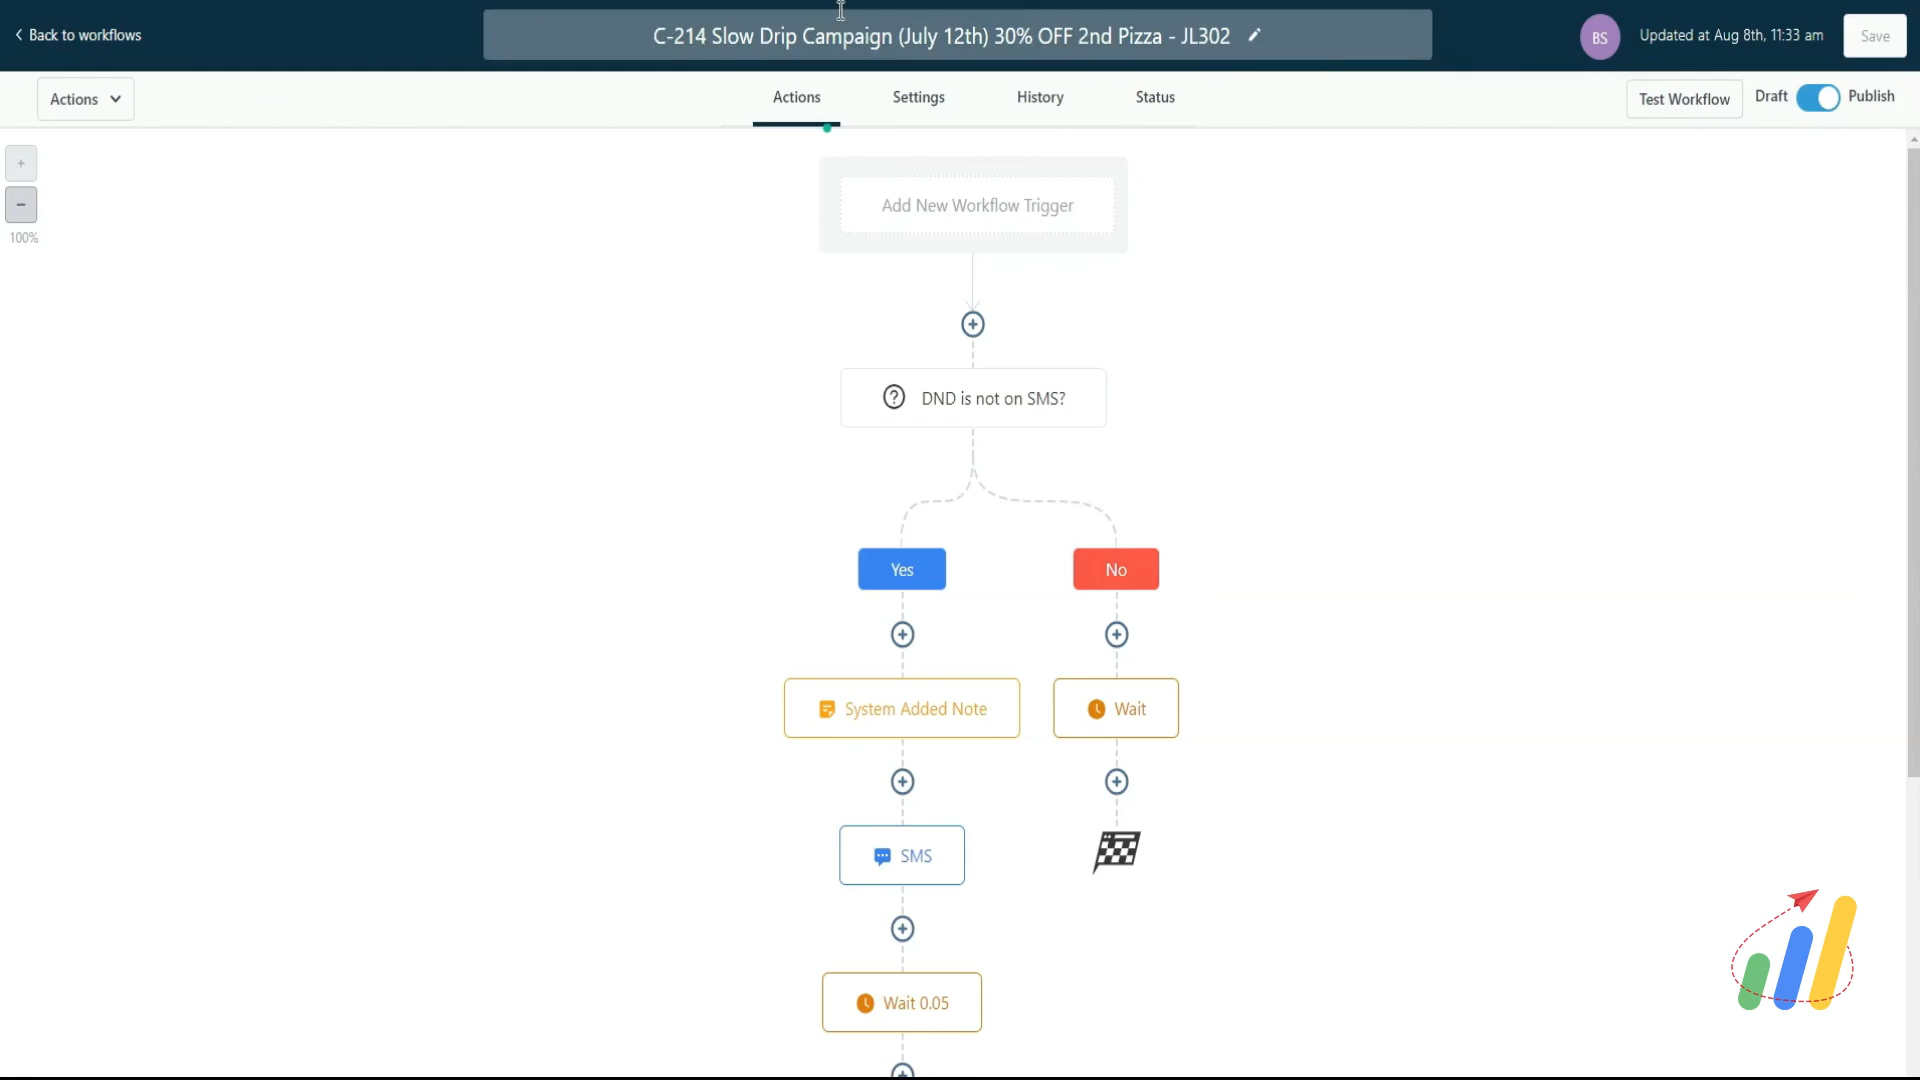 Back to workflows
C-214 Slow Drip Campaign (July 12th) 30% OFF 2nd Pizza - JL302
BS
Updated at Aug 8th, 11:33 am
Save
Actions
Actions
Settings
History
Status
Test Workflow
Draft
Publish
100%
Add New Workflow Trigger
DND is not on SMS?
Yes
No
System Added Note
Wait
SMS
Wait 0.05